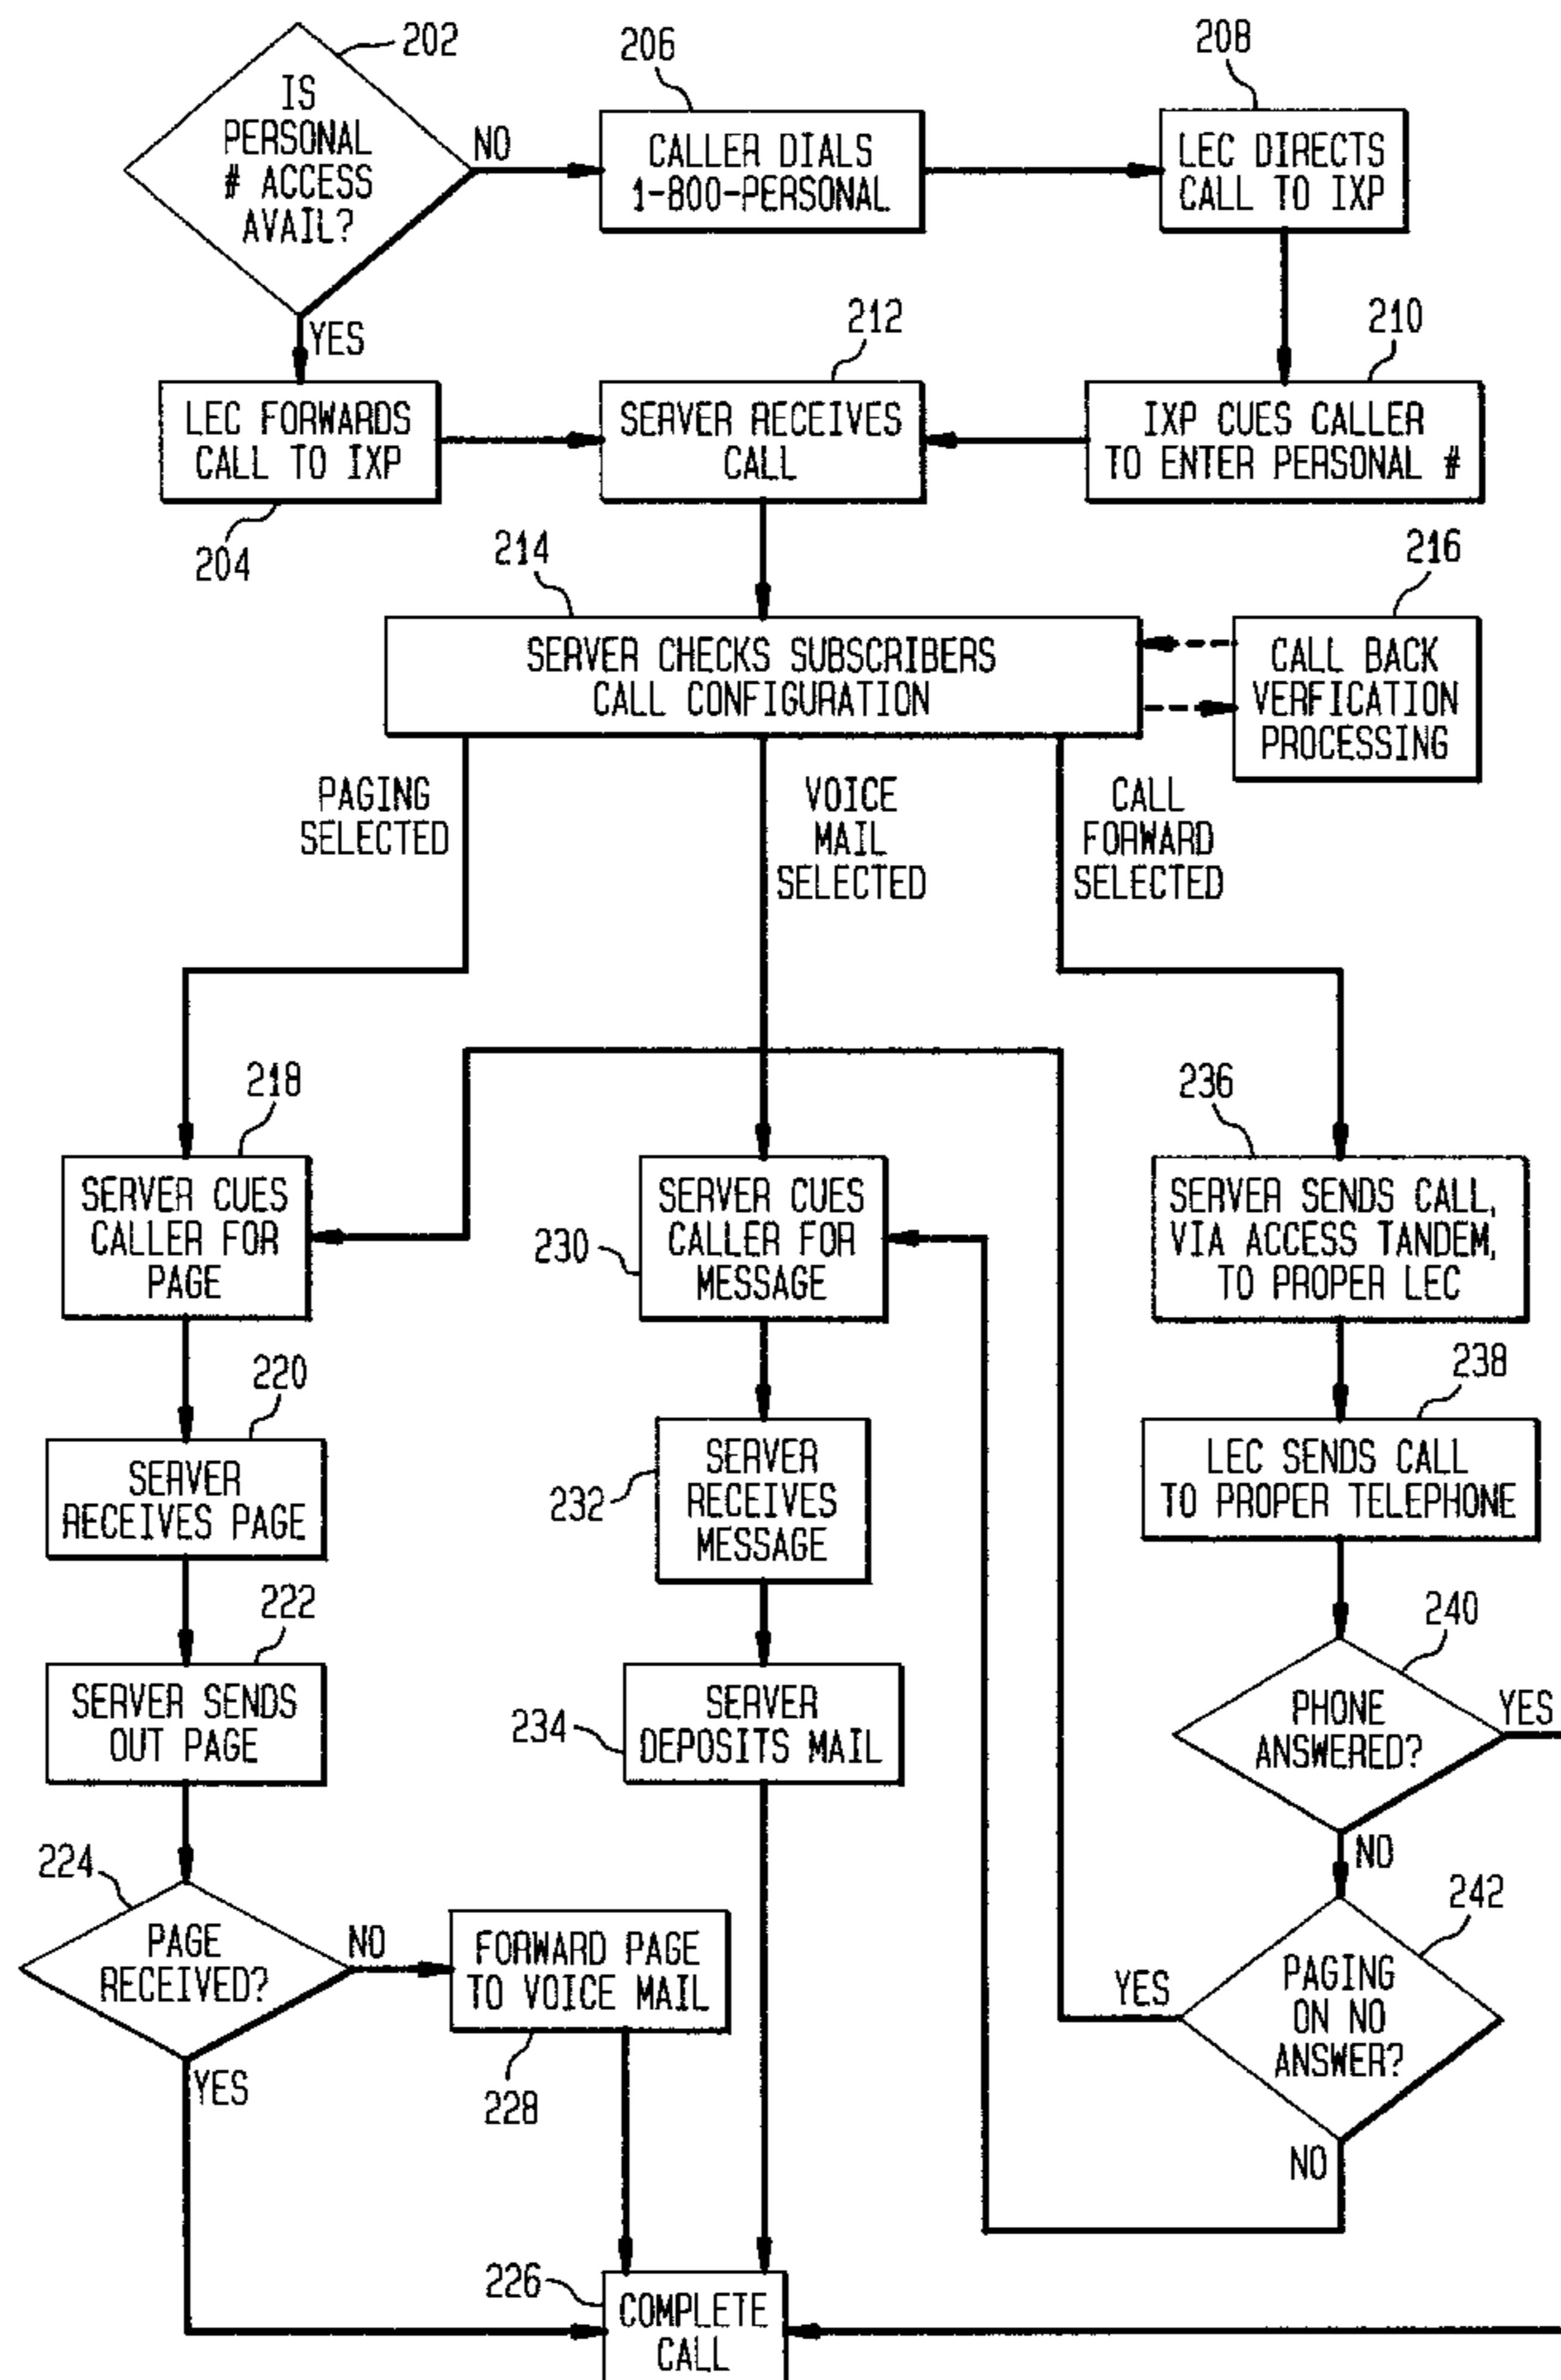 202
IS
PERSONAL
# ACCESS
AVAIL?
NO
YES
206
CALLER DIALS
1-800-PERSONAL
208
LEC DIRECTS
CALL TO IXP
LEC FORWARDS
CALL TO IXP
204
212
SERVER RECEIVES
CALL
210
IXP CUES CALLER
TO ENTER PERSONAL #
214
SERVER CHECKS SUBSCRIBERS
CALL CONFIGURATION
216
CALL BACK
VERFICATION
PROCESSING
PAGING
SELECTED
VOICE
MAIL
SELECTED
CALL
FORWARD
SELECTED
218
SERVER CUES
CALLER FOR
PAGE
220
SERVER
RECEIVES PAGE
222
SERVER SENDS
OUT PAGE
224
PAGE
RECEIVED?
NO
YES
FORWARD PAGE
TO VOICE MAIL
228
230
SERVER CUES
CALLER FOR
MESSAGE
232
SERVER
RECEIVES
MESSAGE
234
SERVER
DEPOSITS MAIL
236
SERVER SENDS CALL,
VIA ACCESS TANDEM,
TO PROPER LEC
238
LEC SENDS CALL
TO PROPER TELEPHONE
240
PHONE
ANSWERED?
YES
NO
242
PAGING
ON NO
ANSWER?
YES
NO
226
COMPLETE
CALL